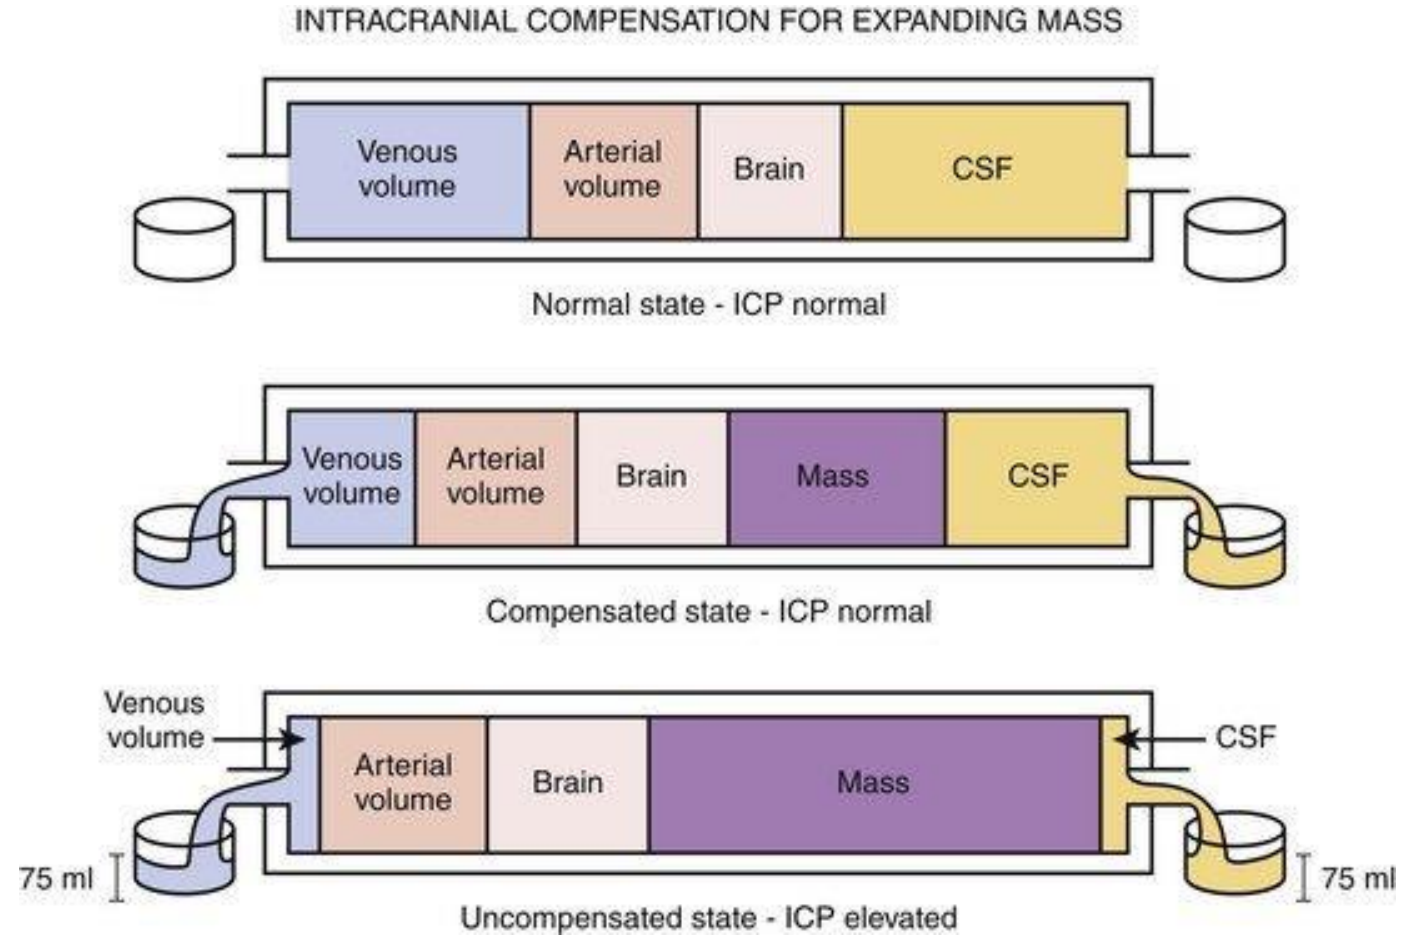 INTRACRANIAL COMPENSATION FOR EXPANDING MASS
Venous
volume
Arterial
volume
Brain
CSF
Normal state - ICP normal
Venous
volume
Arterial
volume
Brain
Mass
CSF
Compensated state - ICP normal
Venous
volume
Arterial
volume
Brain
Mass
CSF
75 ml
75 ml
Uncompensated state - ICP elevated